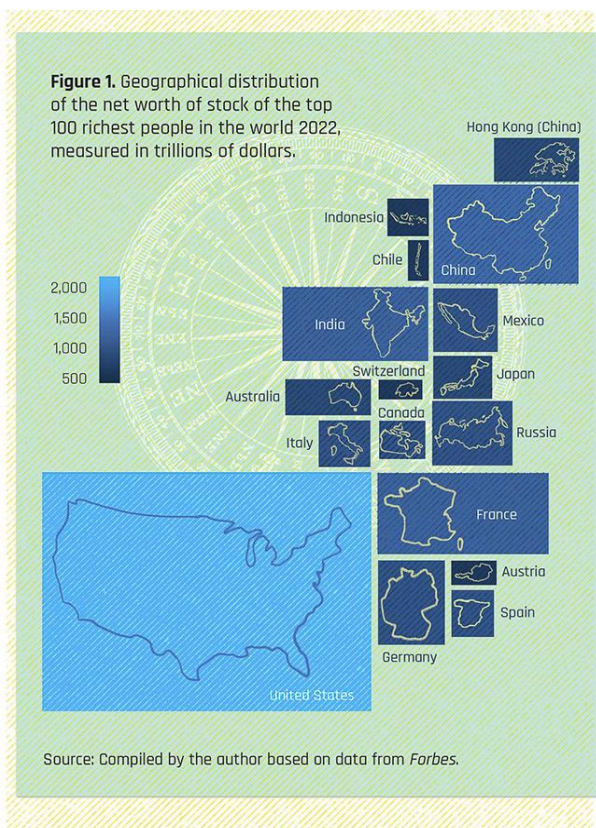 Figure 1. Geographical distribution
of the net worth of stock of the top
100 richest people in the world 2022,
measured in trillions of dollars.
Hong Kong (China)
Indonesia
Chile
China
2,000
1,500
1,000
500
India
Mexico
Switzerland
Japan
Australia
Canada
Italy
Russia
France
Austria
Spain
Germany
United States
Source: Compiled by the author based on data from Forbes.